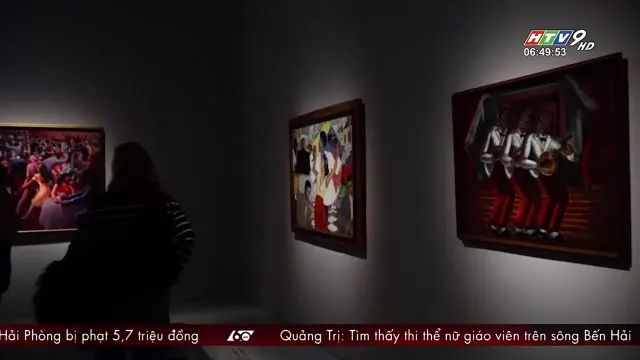 HTV9 HD
06:49:53
Hải Phòng bị phạt 5,7 triệu đồng 60 Quảng Trị: Tìm thấy thi thể nữ giáo viên trên sông Bến Hải